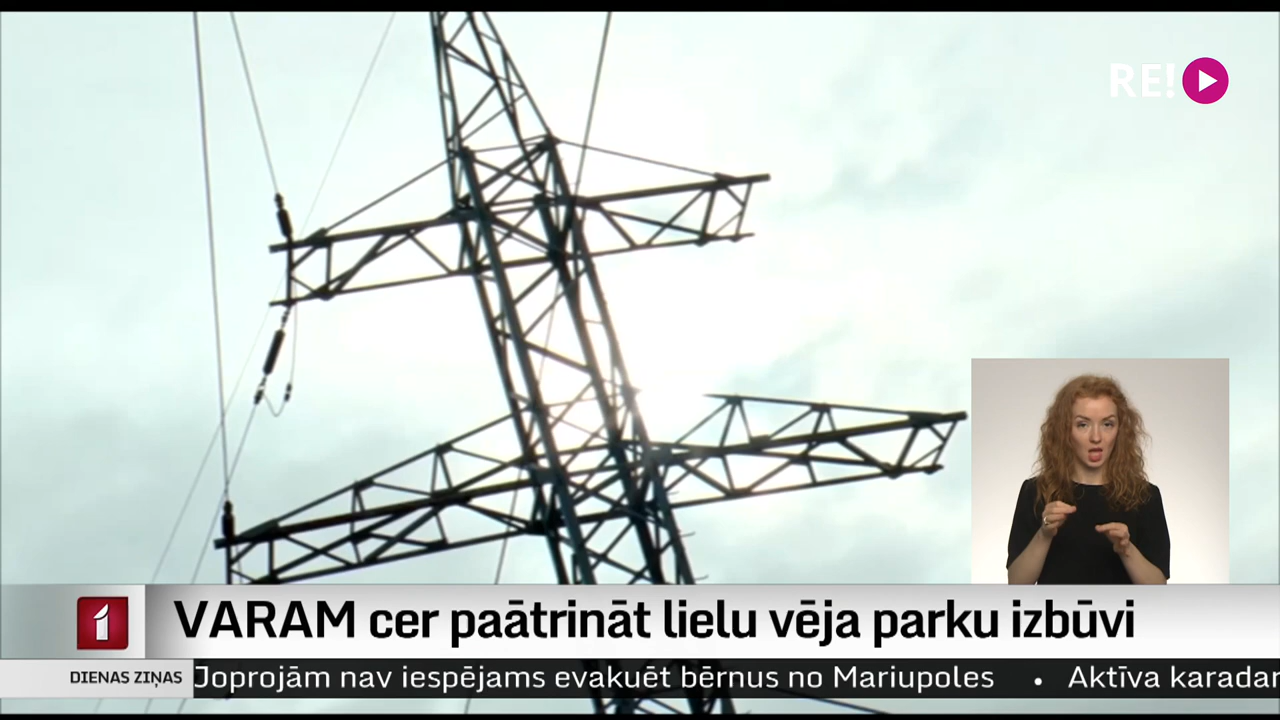 RE!
1
VARAM cer paātrināt lielu vēja parku izbūvi
DIENAS ZIŅAS
Joprojām nav iespējams evakuēt bērnus no Mariupoles • Aktīva karadar